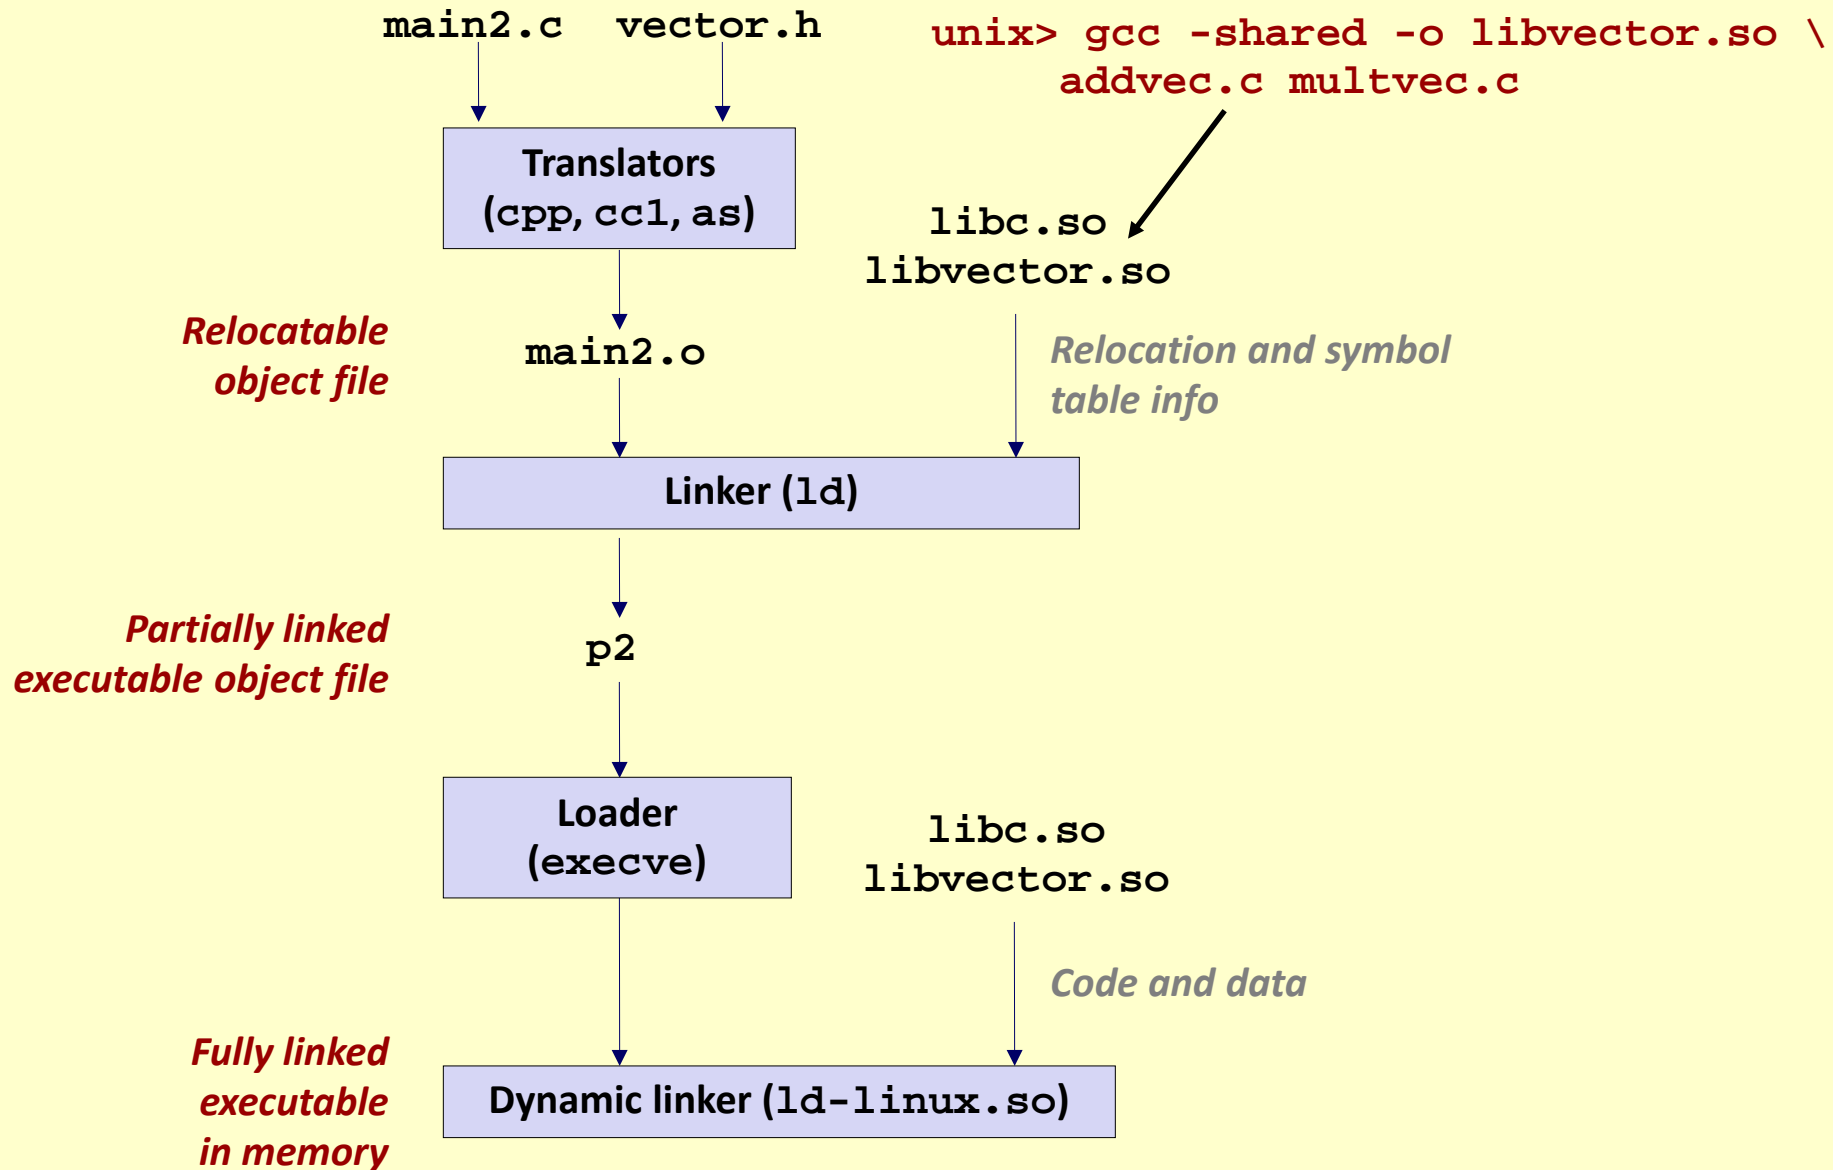 main2.c vector.h
unix> gcc -shared -o libvector.so \
addvec.c multvec.c
Translators
(cpp, cc1, as)
libc.so
libvector.so
Relocatable
object file
main2.o
Relocation and symbol
table info
Linker (ld)
Partially linked
executable object file
p2
Loader
(execve)
libc.so
libvector.so
Code and data
Fully linked
executable
in memory
Dynamic linker (ld-linux.so)